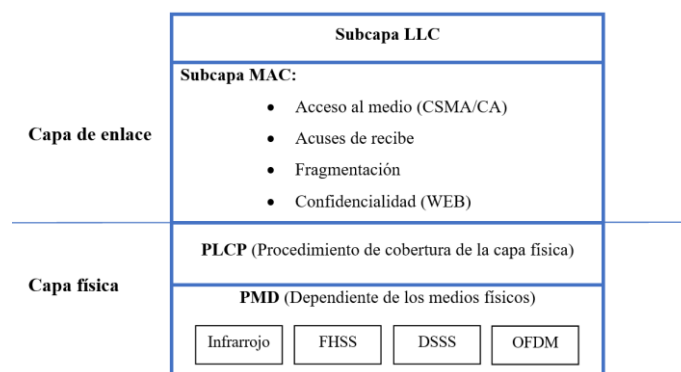 Subcapa LLC
Subcapa MAC:
• Acceso al medio (CSMA/CA)
Capa de enlace
• Acuses de recibe
• Fragmentación
• Confidencialidad (WEB)
PLCP (Procedimiento de cobertura de la capa física)
Capa física
PMD (Dependiente de los medios físicos)
Infrarrojo FHSS DSSS OFDM